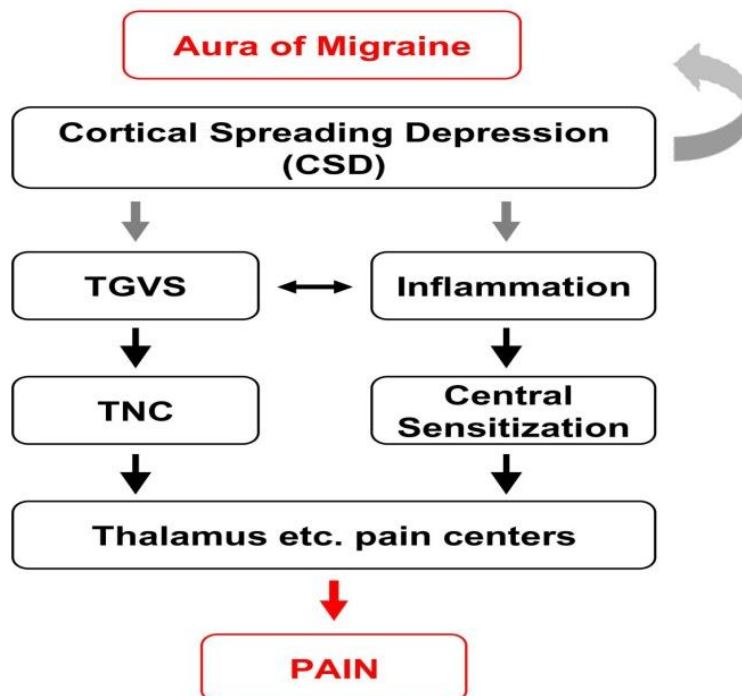 Aura of Migraine
Cortical Spreading Depression
(CSD)
TGVS
Inflammation
TNC
Central
Sensitization
Thalamus etc. pain centers
PAIN